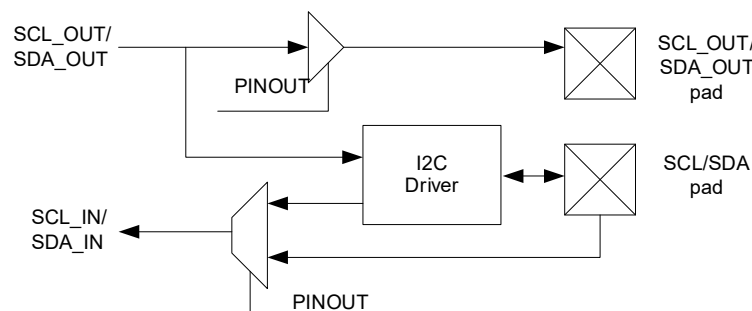 SCL_OUT/
SDA_OUT
SCL_OUT/
SDA_OUT
pad
PINOUT
I2C
Driver
SCL/SDA
pad
SCL_IN/
SDA_IN
PINOUT